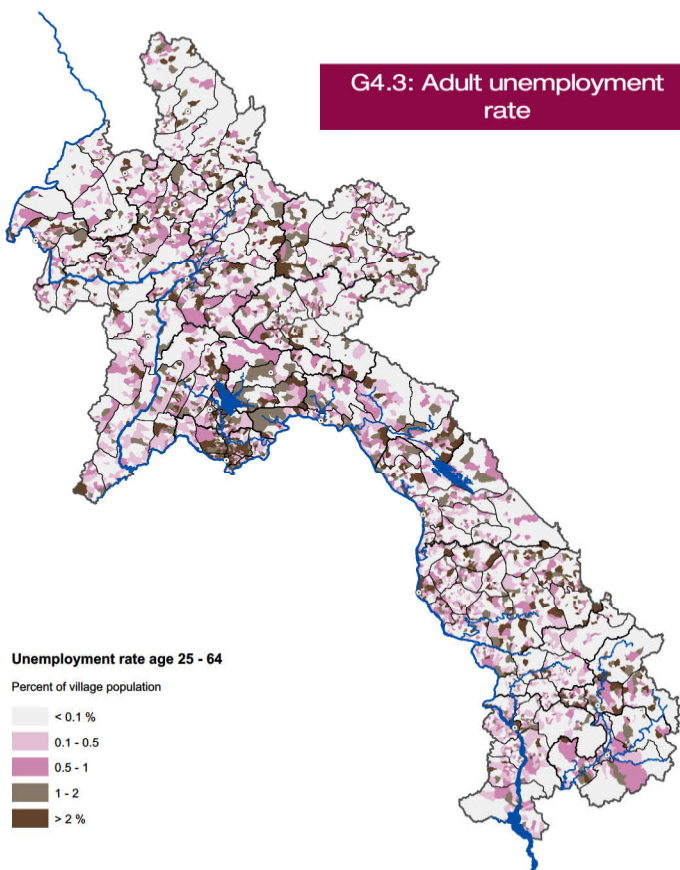 G4.3: Adult unemployment
rate
Unemployment rate age 25 - 64
Percent of village population
< 0.1 %
0.1 - 0.5
0.5 - 1
1 - 2
> 2 %